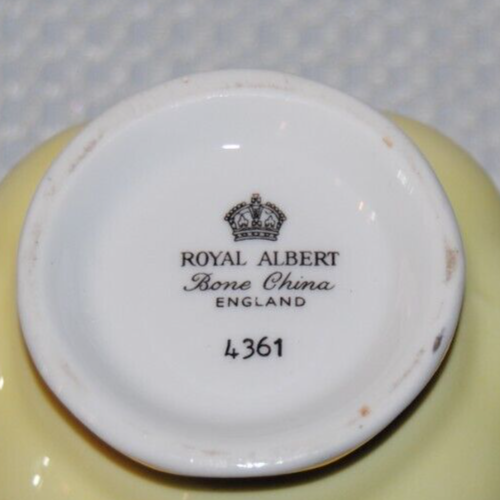 ROYAL ALBERT
Bone China
ENGLAND
4361